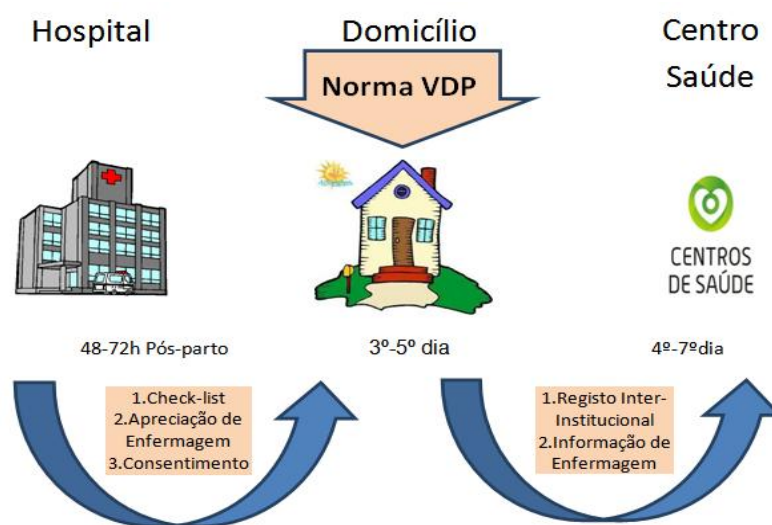 Hospital
Domicílio
Centro
Saúde
Norma VDP
CENTROS
DE SAÚDE
48-72h Pós-parto
3º-5º dia
4º-7ºdia
1.Check-list
2.Apreciação de
Enfermagem
3.Consentimento
1.Registo Inter-
Institucional
2.Informação de
Enfermagem